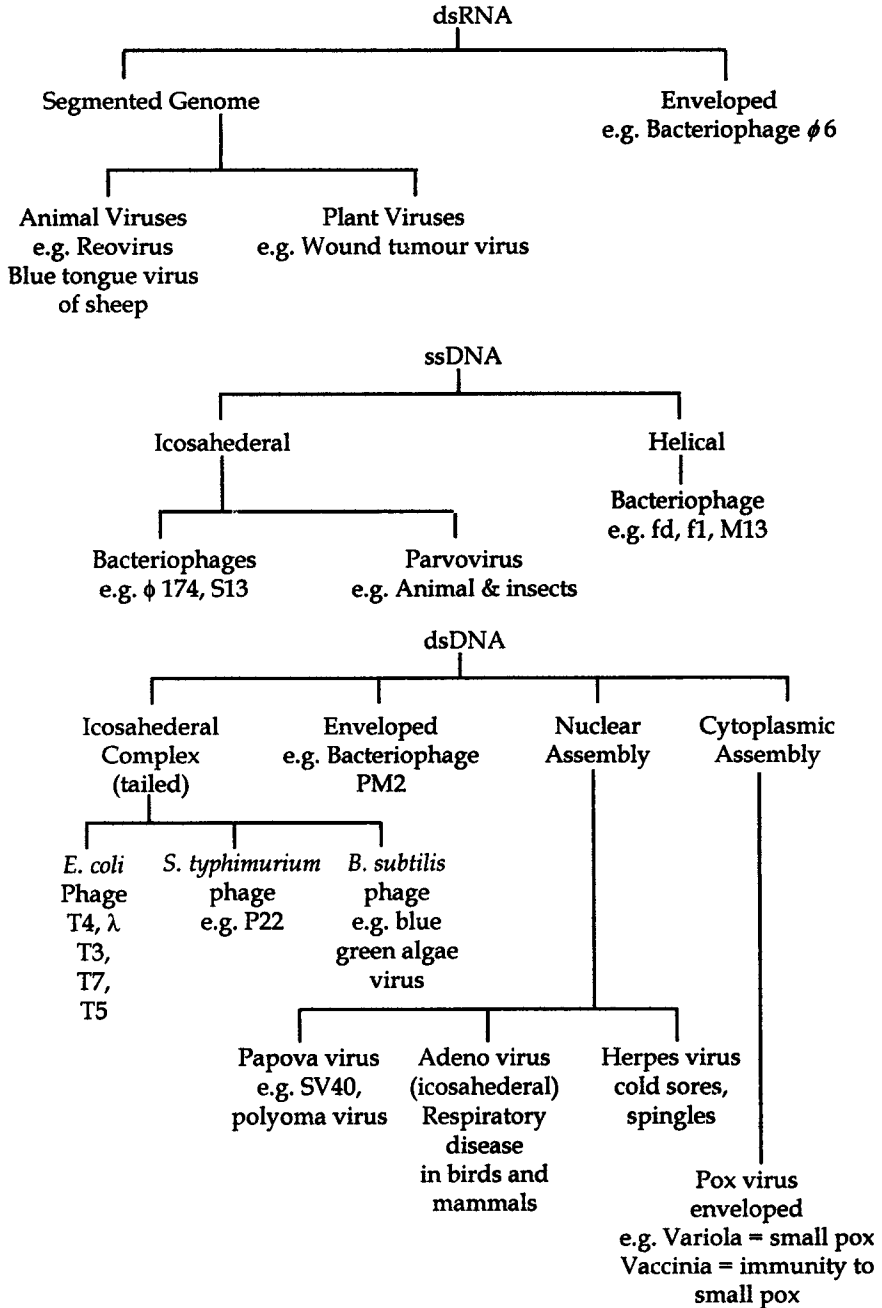 dsRNA
Segmented Genome
Enveloped
e.g. Bacteriophage ϕ6
Animal Viruses
e.g. Reovirus
Blue tongue virus
of sheep
Plant Viruses
e.g. Wound tumour virus
ssDNA
Icosahederal
Helical
Bacteriophage
e.g. fd, f1, M13
Bacteriophages
e.g. ϕ 174, S13
Parvovirus
e.g. Animal & insects
dsDNA
Icosahederal
Complex
(tailed)
Enveloped
e.g. Bacteriophage
PM2
Nuclear
Assembly
Cytoplasmic
Assembly
E. coli
Phage
T4, λ
T3,
T7,
T5
S. typhimurium
phage
e.g. P22
B. subtilis
phage
e.g. blue
green algae
virus
Papova virus
e.g. SV40,
polyoma virus
Adeno virus
(icosahederal)
Respiratory
disease
in birds and
mammals
Herpes virus
cold sores,
spingles
Pox virus
enveloped
e.g. Variola = small pox
Vaccinia = immunity to
small pox